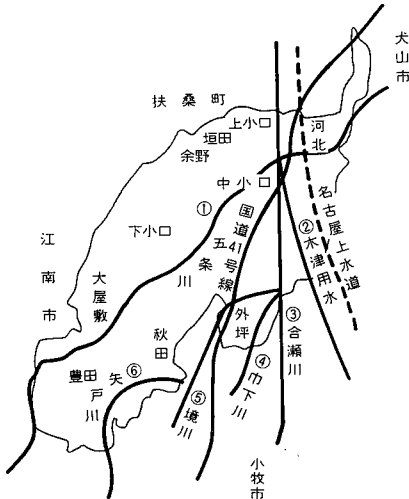 犬山市
扶桑町
上小口
河北
垣田
余野
中小口
①
国道41号線
②木津用水
名古屋上水道
下小口
五条川
江南市
大屋敷
外坪
③合瀬川
秋田
④巾下川
⑥
豊田
矢戸川
⑤境川
小牧市